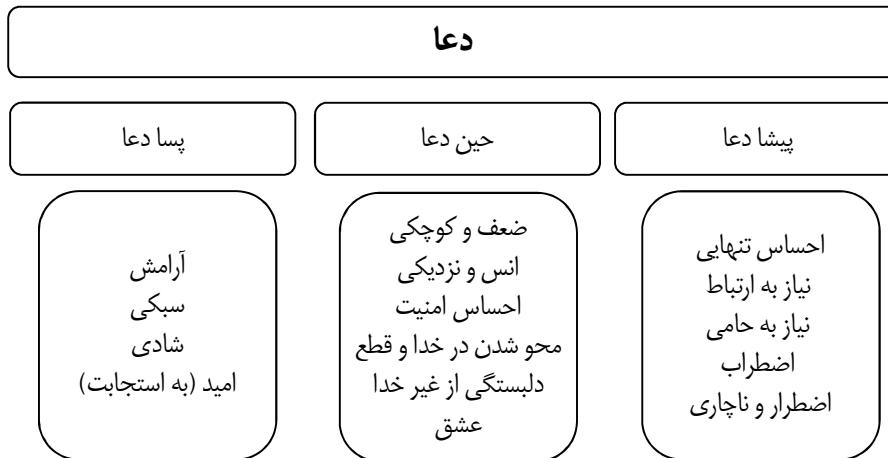 دعا
پیشا دعا
حین دعا
پسا دعا
احساس تنهایی
نیاز به ارتباط
نیاز به حامی
اضطراب
اضطرار و ناچاری
ضعف و کوچکی
انس و نزدیکی
احساس امنیت
محو شدن در خدا و قطع
دلبستگی از غیر خدا
عشق
آرامش
سبکی
شادی
امید (به استجابت)